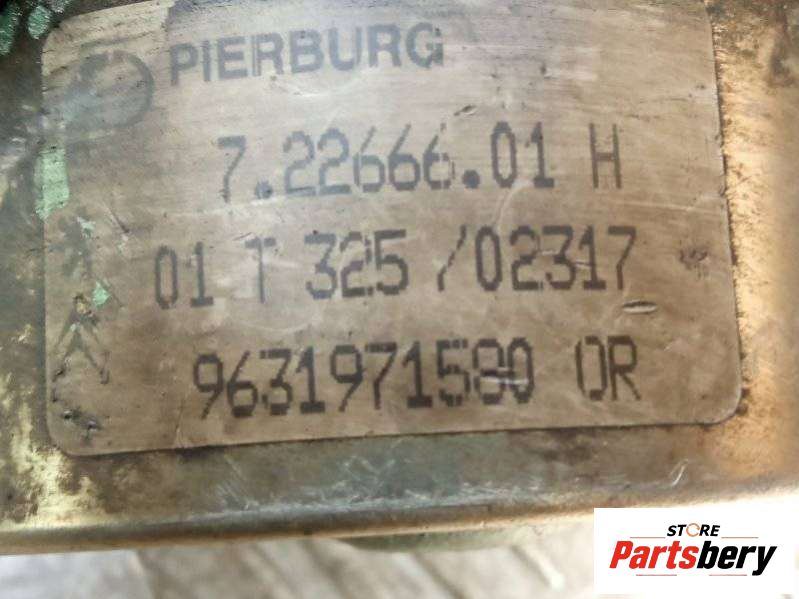 PIERBURG
7.22666.01 H
01 T 325 /02317
9631971580 OR
STORE
Partsbery